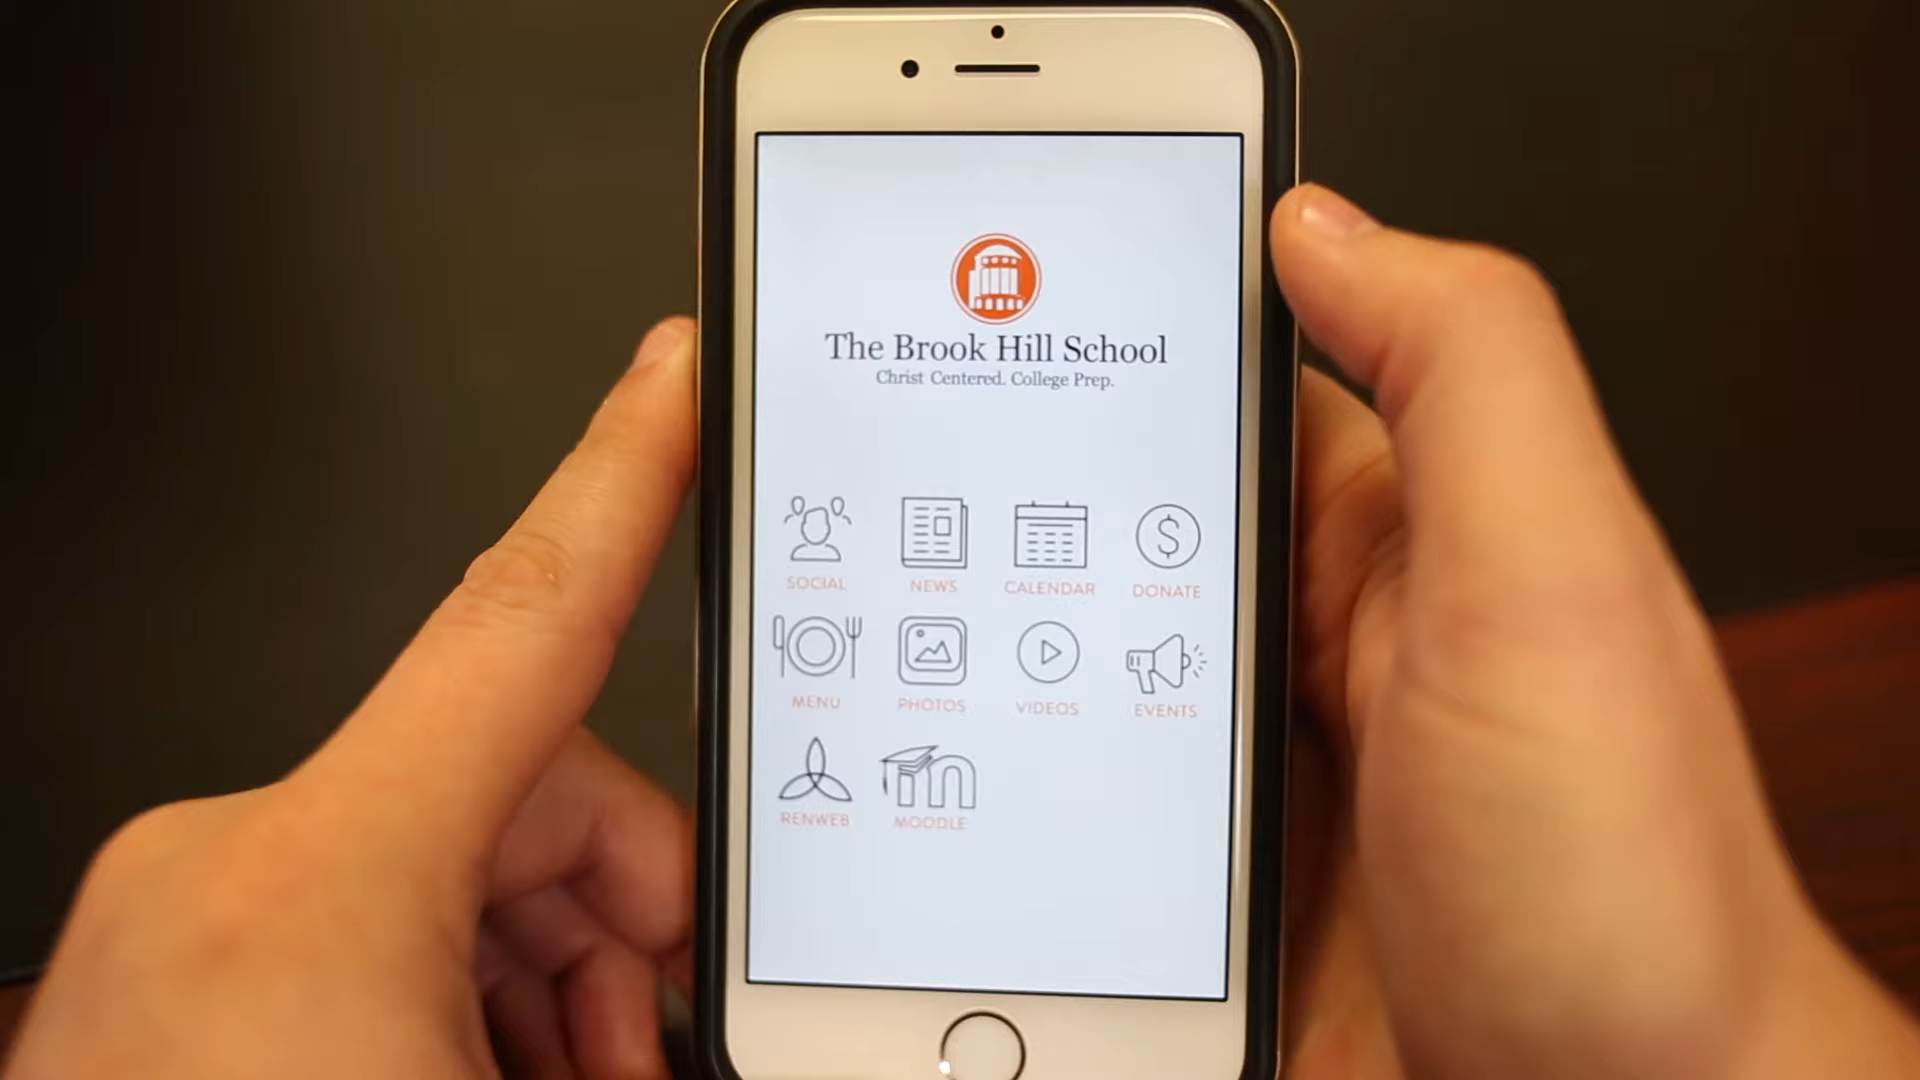 The Brook Hill School
Christ Centered. College Prep.
SOCIAL NEWS CALENDAR DONATE
MENU PHOTOS VIDEOS EVENTS
RENWEB MOODLE